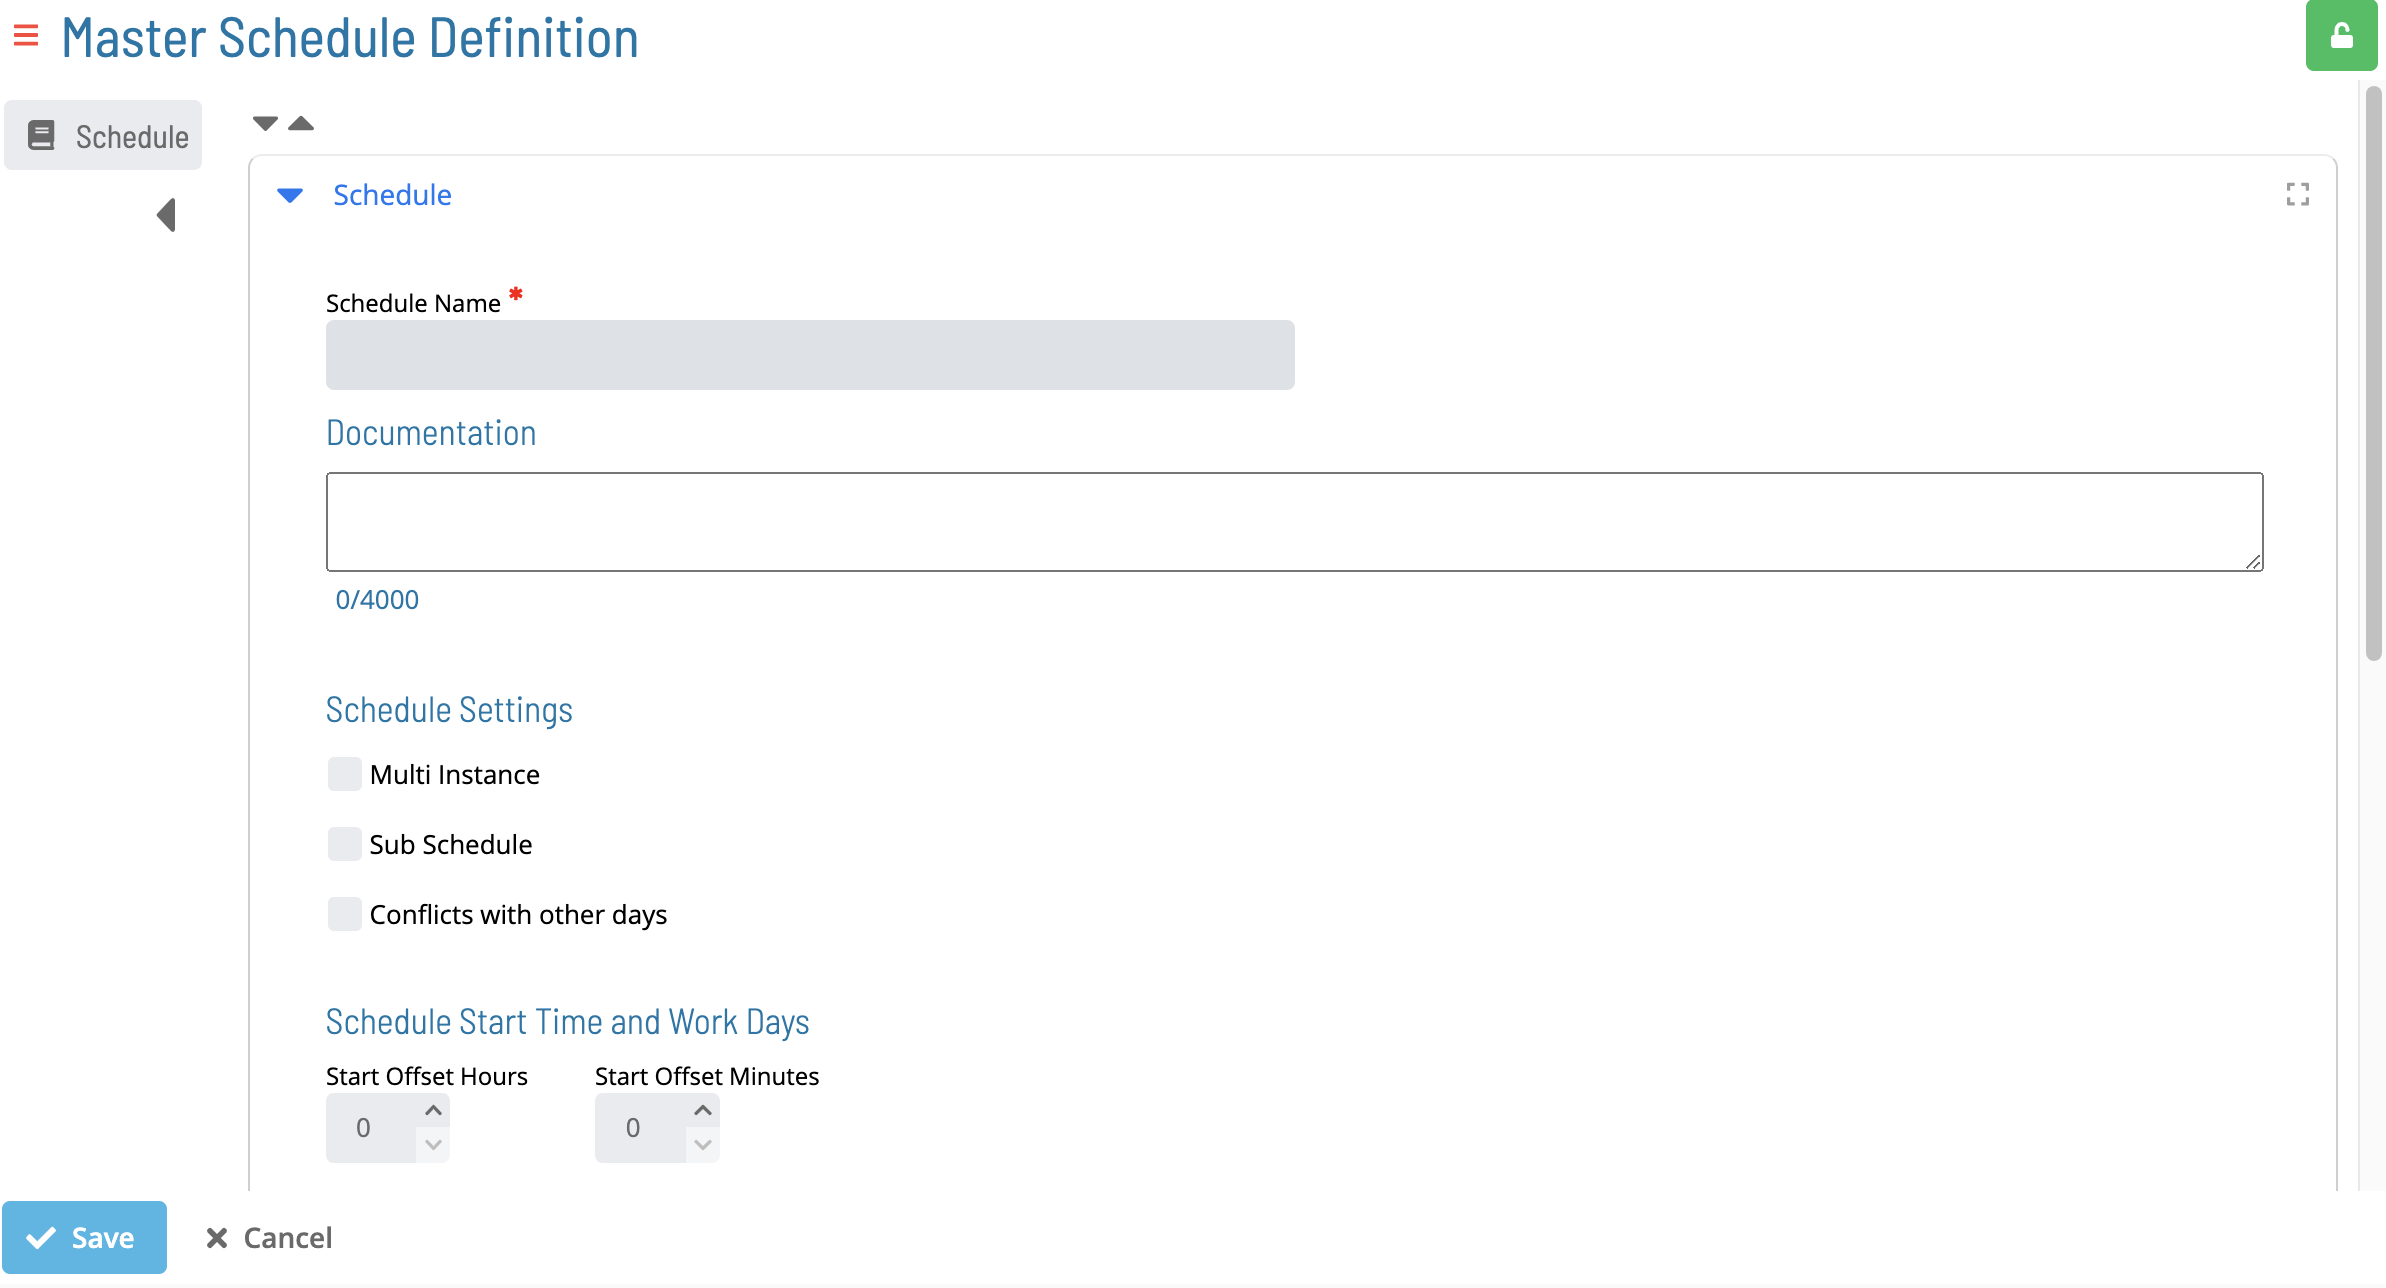 Master Schedule Definition
Schedule
Schedule
Schedule Name *
Documentation
0/4000
Schedule Settings
Multi Instance
Sub Schedule
Conflicts with other days
Schedule Start Time and Work Days
Start Offset Hours Start Offset Minutes
0 0
Save Cancel